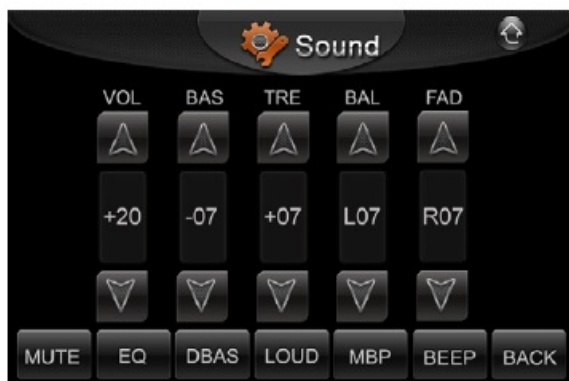 Sound
VOL BAS TRE BAL FAD
+20 -07 +07 L07 R07
MUTE EQ DBAS LOUD MBP BEEP BACK